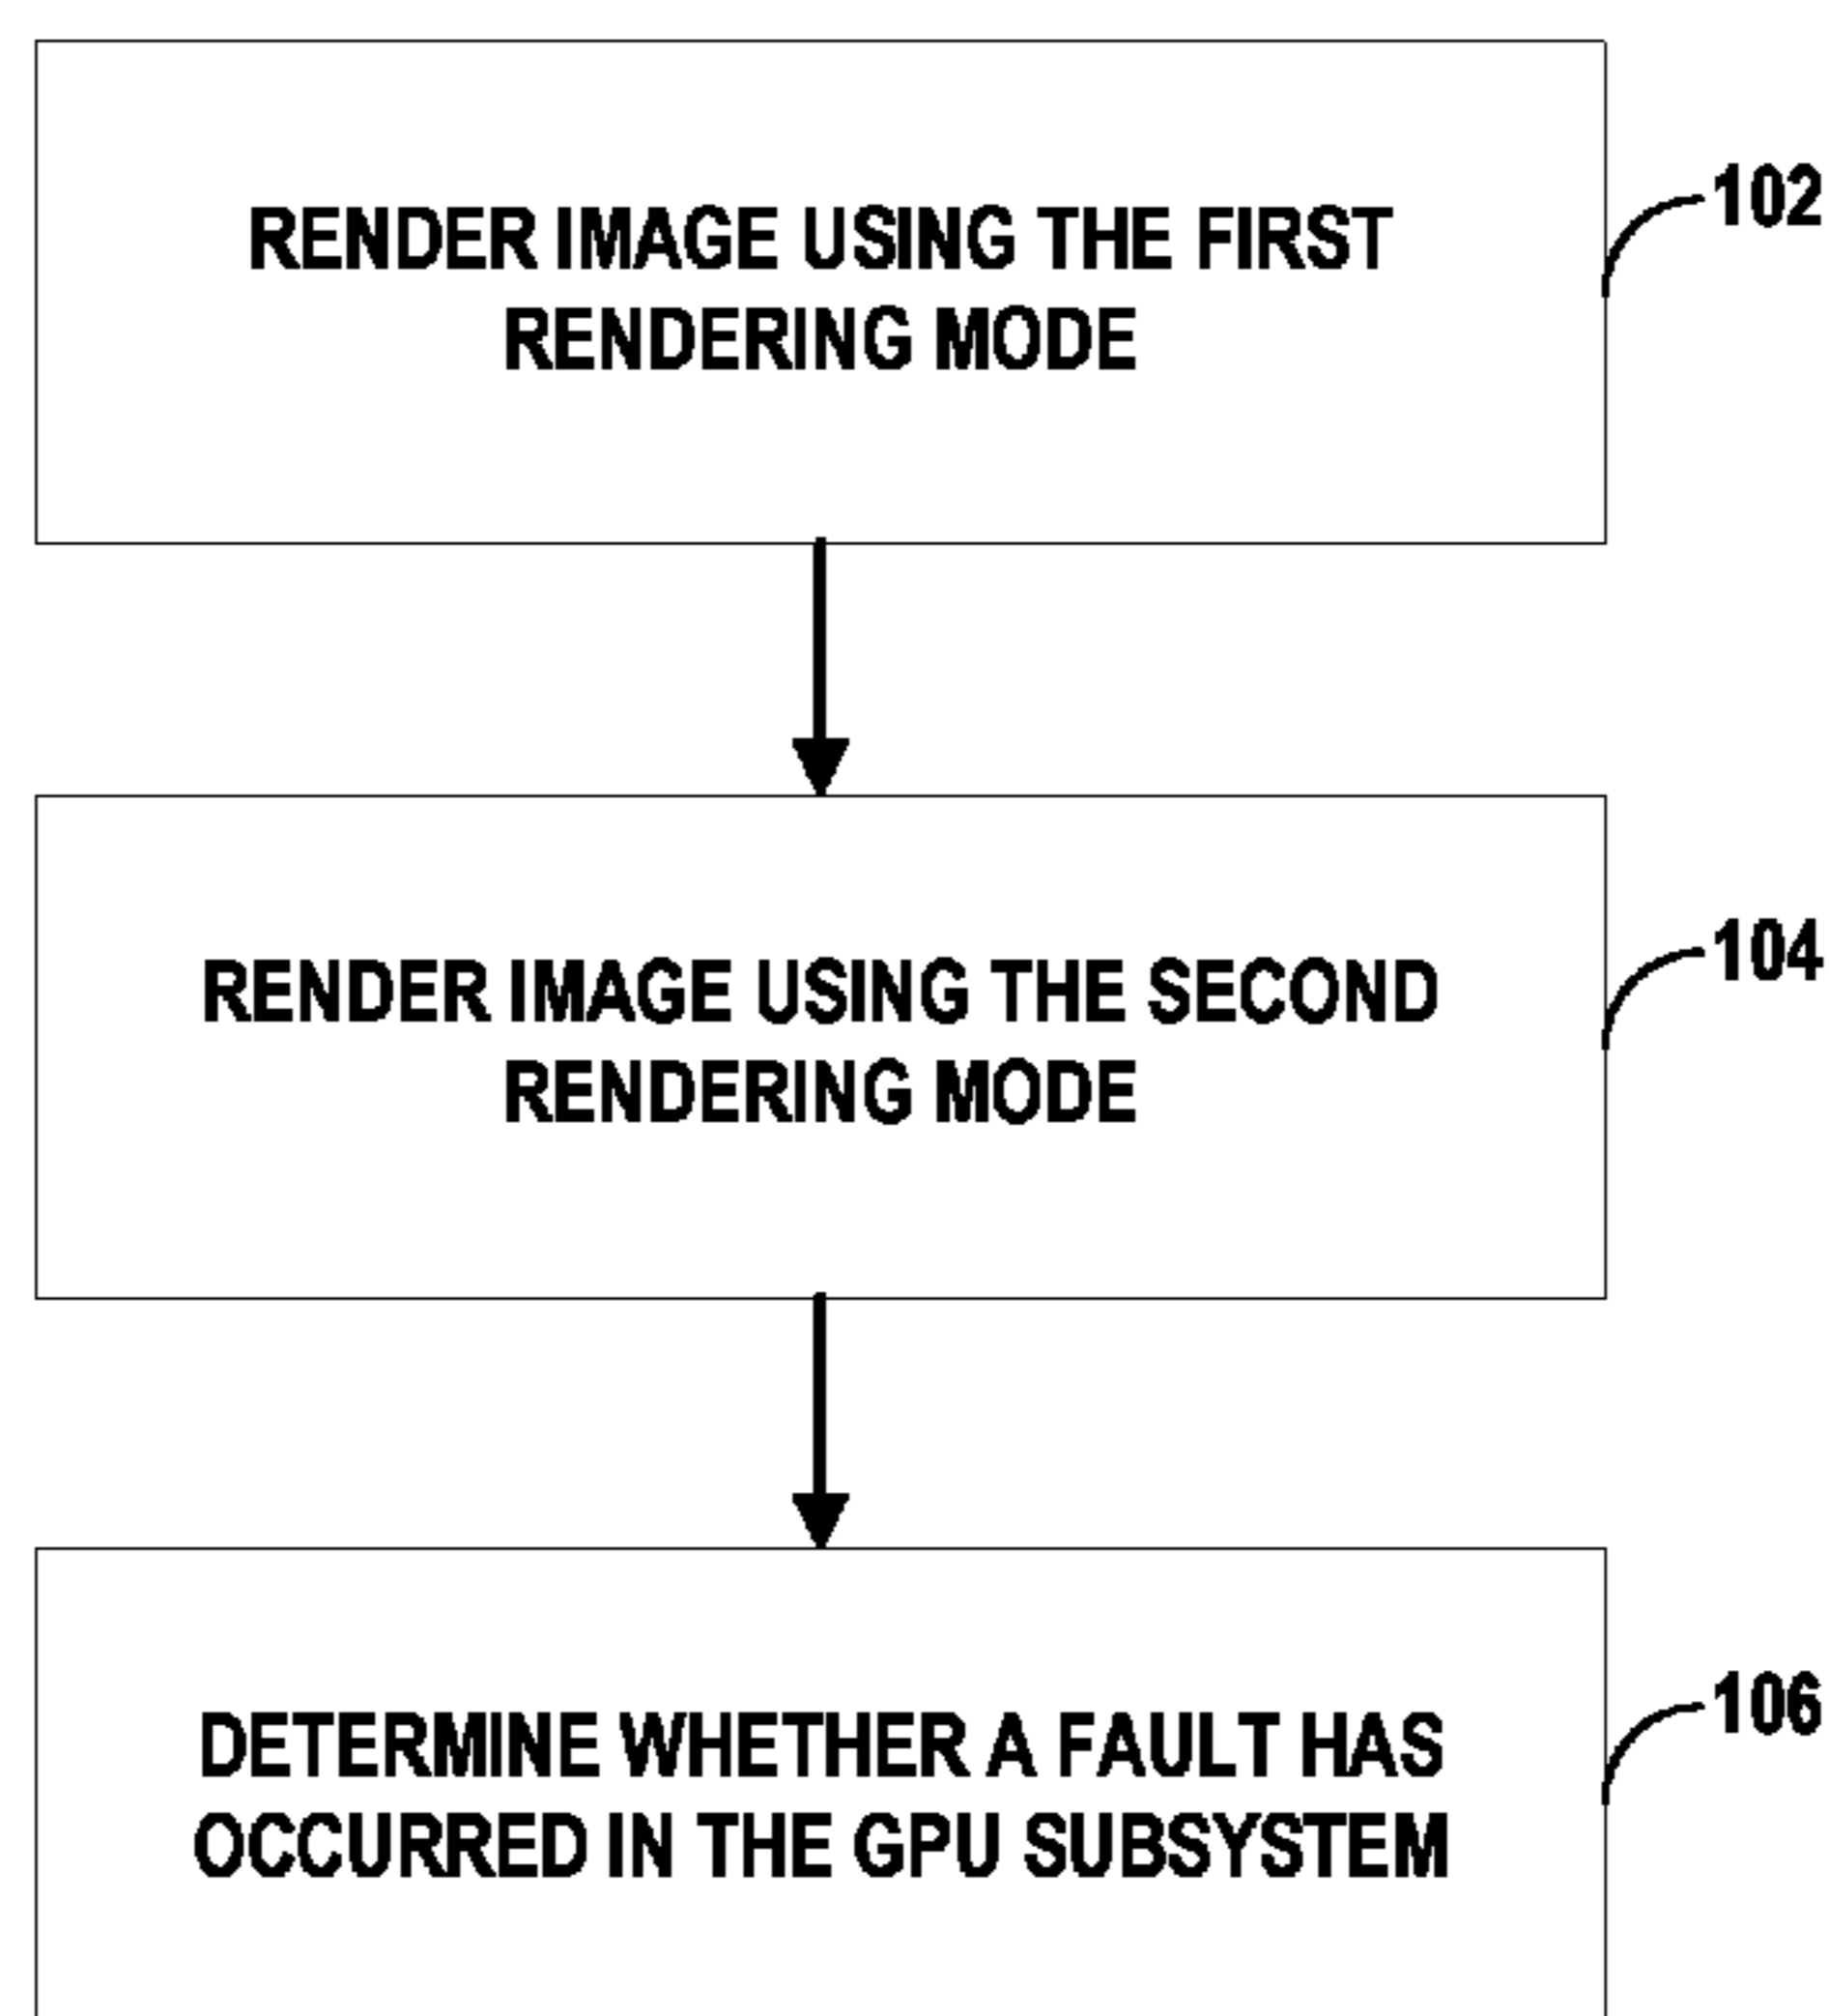 RENDER IMAGE USING THE FIRST
RENDERING MODE
102
RENDER IMAGE USING THE SECOND
RENDERING MODE
104
DETERMINE WHETHER A FAULT HAS
OCCURRED IN THE GPU SUBSYSTEM
106